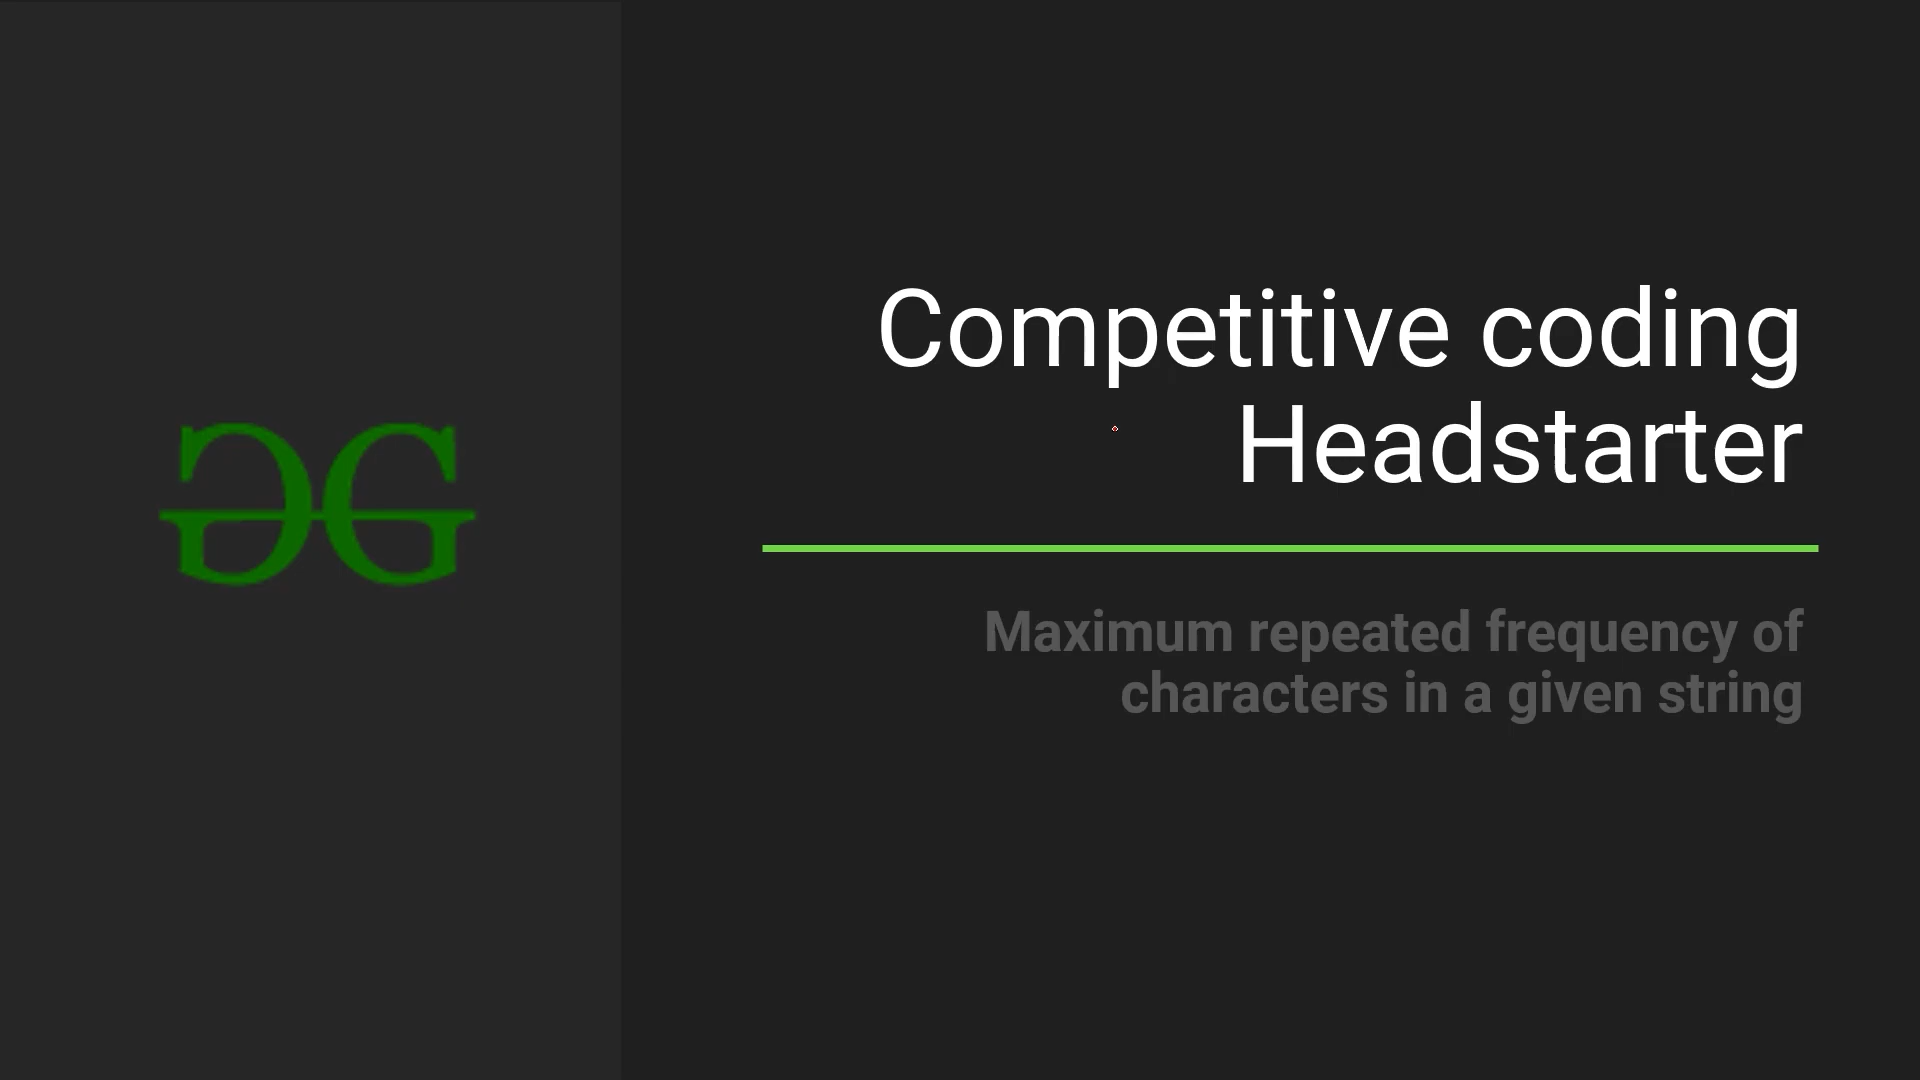 Competitive coding
Headstarter
Maximum repeated frequency of
characters in a given string